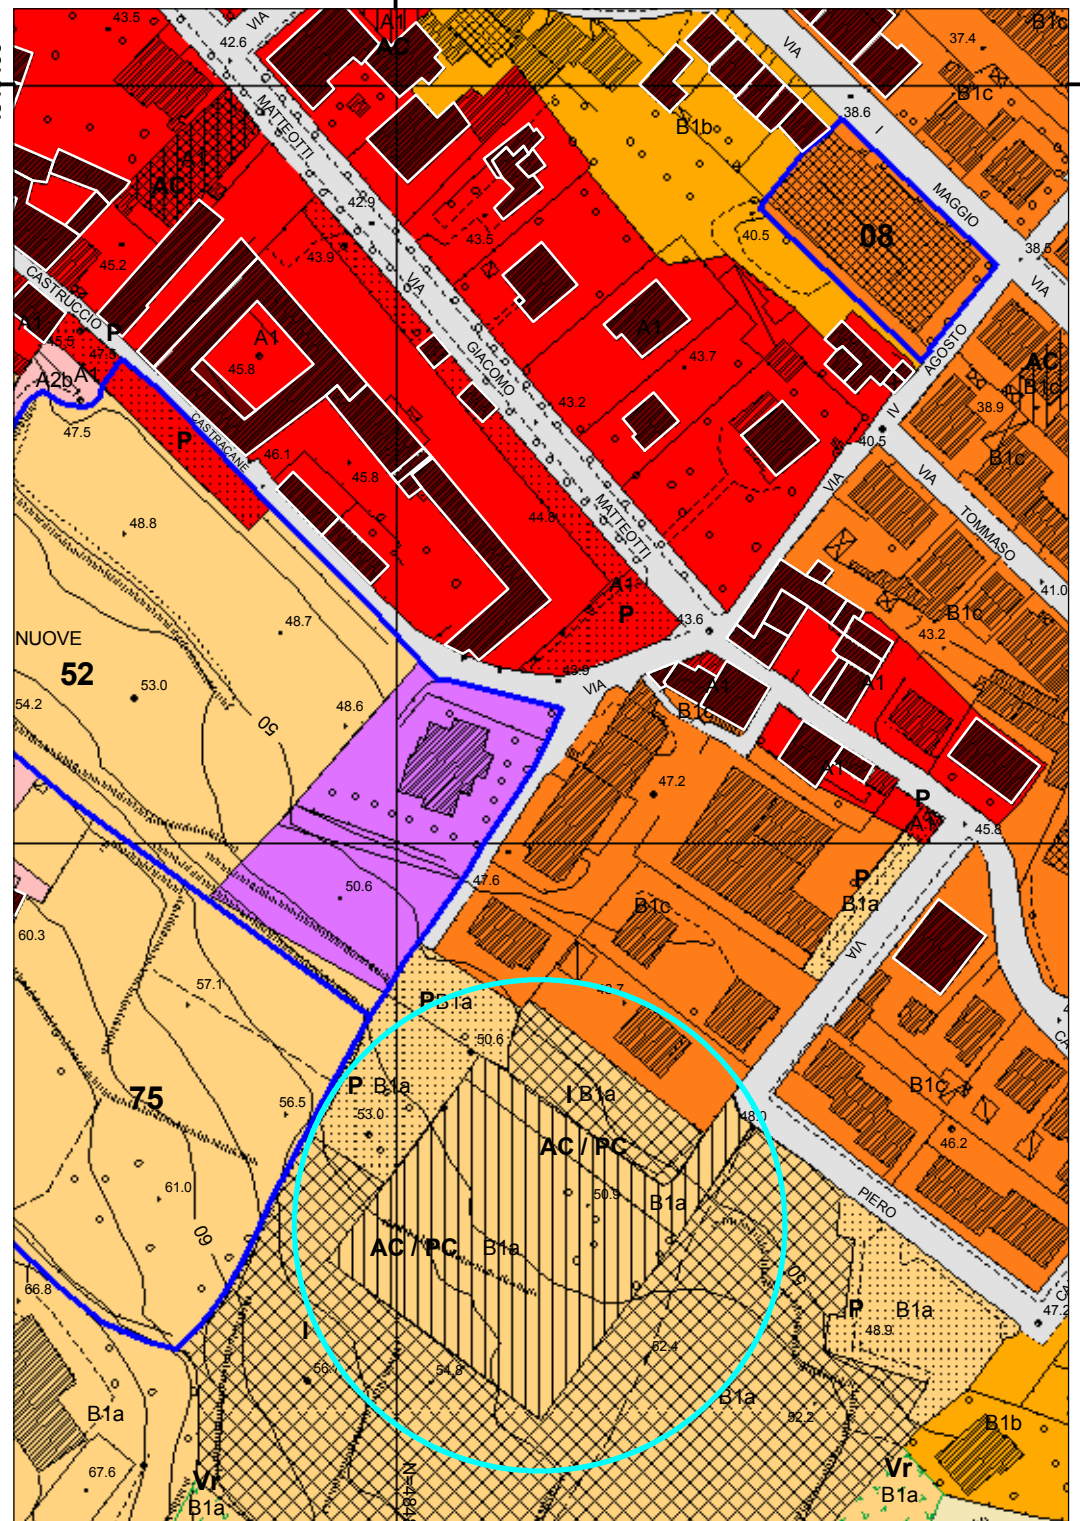 43.5
VIA
A1
AC
42.6
VIA
37.4
B1c
B1c
38.6
I
B1b
MATTEOTTI
A1
AC
42.9
MAGGIO
08
40.5
38.5
43.5
43.9
45.2
VIA
VIA
CASTRUCCIO
P
A1
45.5
47.5
A1
45.8
A1
43.7
GIACOMO
AGOSTO
AC
B1c
A2b
A1
43.2
IV
38.9
47.5
P
CASTRACANE
40.5
46.1
45.8
VIA
VIA
B1c
44.8
MATTEOTTI
TOMMASO
48.8
A1
P
41.0
B1c
43.6
43.2
48.7
NUOVE
52
53.0
54.2
VIA
A1
A1
B1c
48.6
50
47.2
A1
P
A1
45.8
47.6
50.6
P
B1a
B1c
60.3
VIA
57.1
P
B1a
50.6
75
P
B1a
I
B1a
B1c
56.5
53.0
48.0
AC / PC
46.2
61.0
50.9
B1a
PIERO
60
AC / PC
B1a
50
66.8
P
B1a
47.2
I
48.9
52.4
54.8
B1a
B1a
52.2
B1b
67.6
Vr
B1a
Vr
B1a